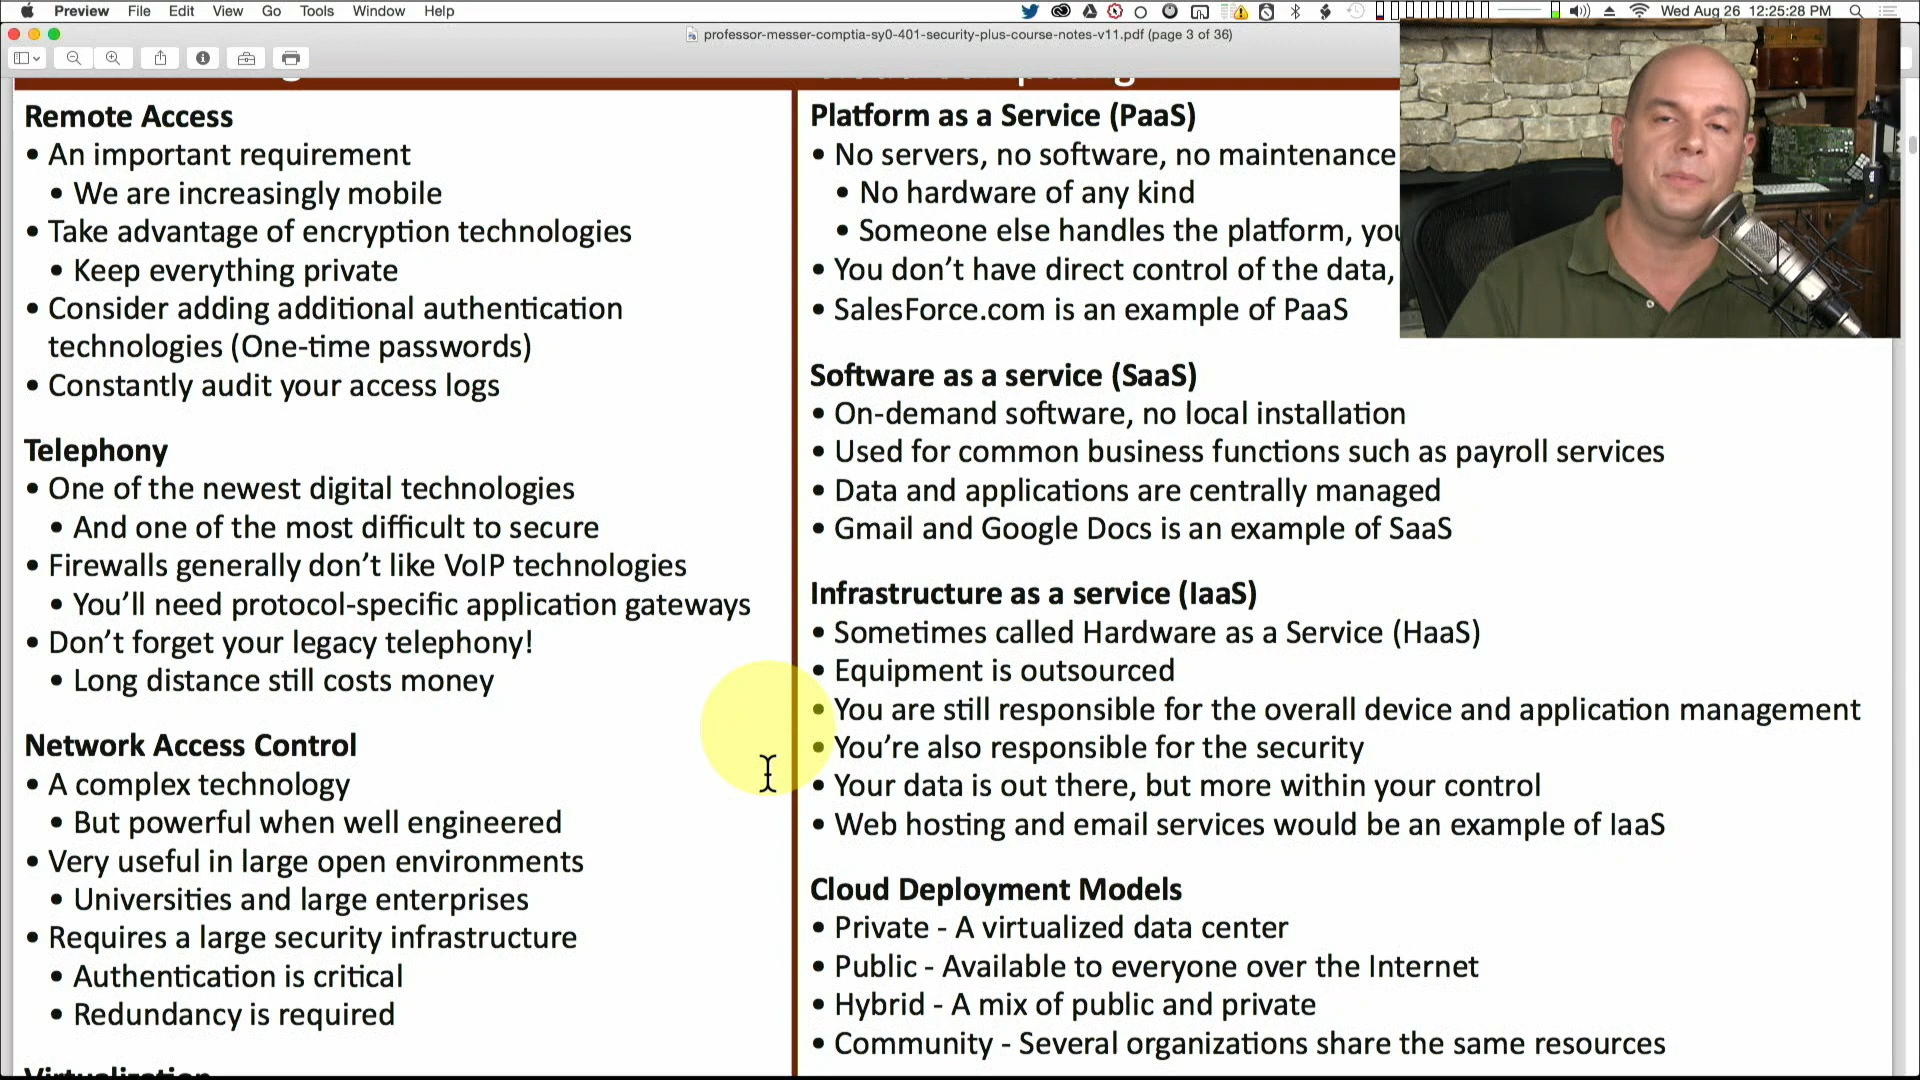 Preview File Edit View Go Tools Window Help
Wed Aug 26 12:25:28 PM
professor-messer-comptia-sy0-401-security-plus-course-notes-v11.pdf (page 3 of 36)
Remote Access
• An important requirement
• We are increasingly mobile
• Take advantage of encryption technologies
• Keep everything private
• Consider adding additional authentication
technologies (One-time passwords)
• Constantly audit your access logs
Telephony
• One of the newest digital technologies
• And one of the most difficult to secure
• Firewalls generally don't like VoIP technologies
• You'll need protocol-specific application gateways
• Don't forget your legacy telephony!
• Long distance still costs money
Network Access Control
• A complex technology
• But powerful when well engineered
• Very useful in large open environments
• Universities and large enterprises
• Requires a large security infrastructure
• Authentication is critical
• Redundancy is required
Virtualization
Platform as a Service (PaaS)
• No servers, no software, no maintenance
• No hardware of any kind
• Someone else handles the platform,
• You don't have direct control of the data,
• SalesForce.com is an example of PaaS
Software as a service (SaaS)
• On-demand software, no local installation
• Used for common business functions such as payroll services
• Data and applications are centrally managed
• Gmail and Google Docs is an example of SaaS
Infrastructure as a service (IaaS)
• Sometimes called Hardware as a Service (HaaS)
• Equipment is outsourced
• You are still responsible for the overall device and application management
• You're also responsible for the security
• Your data is out there, but more within your control
• Web hosting and email services would be an example of IaaS
Cloud Deployment Models
• Private - A virtualized data center
• Public - Available to everyone over the Internet
• Hybrid - A mix of public and private
• Community - Several organizations share the same resources